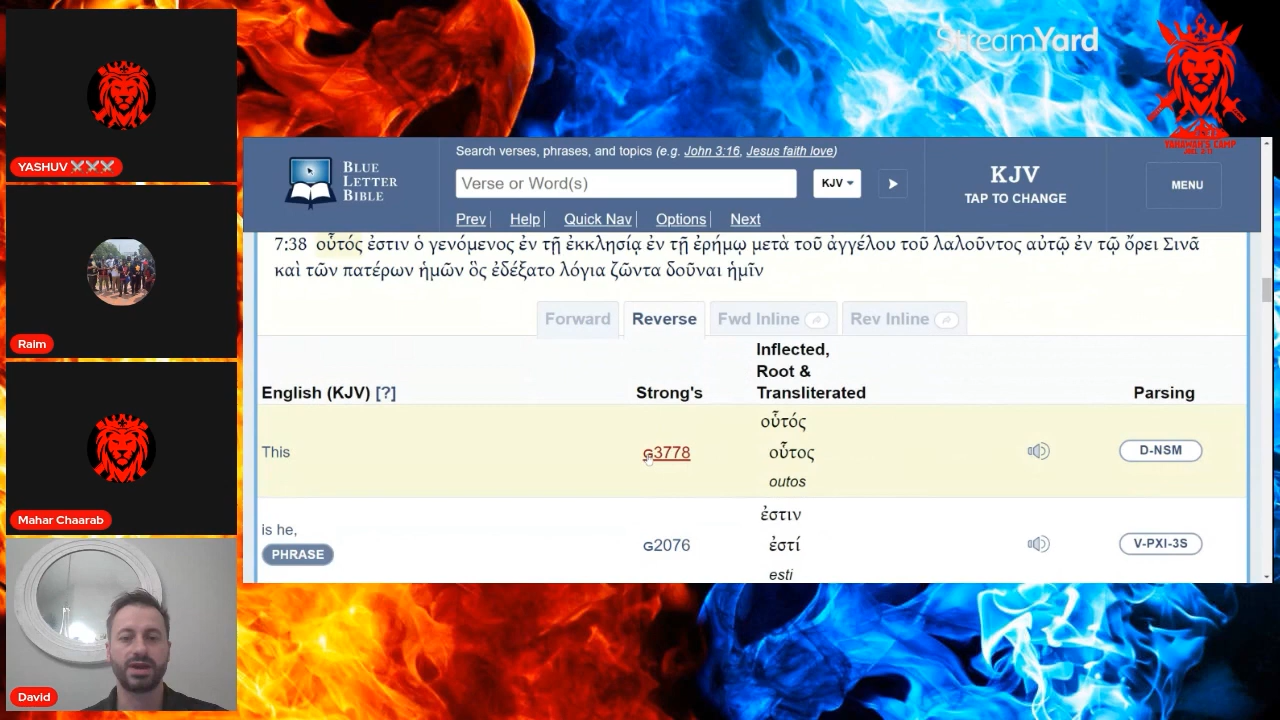 StreamYard
YAHAWAH'S CAMP
YASHUV ⚔️⚔️⚔️
Raim
Mahar Chaarab
David
BLUE
LETTER
BIBLE
Search verses, phrases, and topics (e.g. John 3:16, Jesus faith love)
Verse or Word(s)
KJV
Prev
Help
Quick Nav
Options
Next
KJV
TAP TO CHANGE
MENU
7:38 οὗτός ἐστιν ὁ γενόμενος ἐν τῇ ἐκκλησίᾳ ἐν τῇ ἐρήμῳ μετὰ τοῦ ἀγγέλου τοῦ λαλοῦντος αὐτῷ ἐν τῷ ὄρει Σινᾶ
καὶ τῶν πατέρων ἡμῶν ὃς ἐδέξατο λόγια ζῶντα δοῦναι ἡμῖν
Forward
Reverse
Fwd Inline
Rev Inline
English (KJV) [?]
Strong's
Inflected,
Root &
Transliterated
Parsing
This
G3778
οὗτός
οὗτος
outos
D-NSM
is he,
PHRASE
G2076
ἐστιν
ἐστί
esti
V-PXI-3S